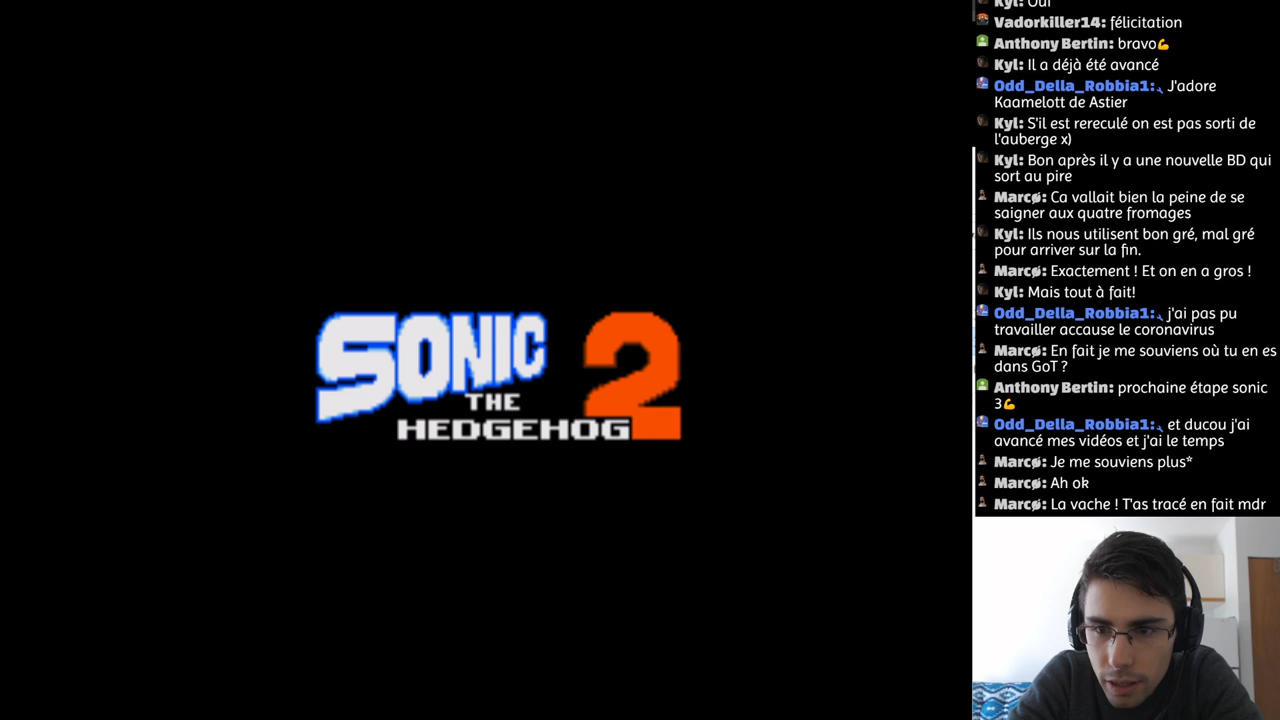 SONIC
THE
HEDGEHOG
2
Kyl: Oui
Vadorkiller14: félicitation
Anthony Bertin: bravo💪
Kyl: Il a déjà été avancé
Odd_Della_Robbia1: J'adore
Kaamelott de Astier
Kyl: S'il est rereculé on est pas sorti de
l'auberge x)
Kyl: Bon après il y a une nouvelle BD qui
sort au pire
Marcø: Ca vallait bien la peine de se
saigner aux quatre fromages
Kyl: Ils nous utilisent bon gré, mal gré
pour arriver sur la fin.
Marcø: Exactement ! Et on en a gros !
Kyl: Mais tout à fait!
Odd_Della_Robbia1: j'ai pas pu
travailler accause le coronavirus
Marcø: En fait je me souviens où tu en es
dans GoT ?
Anthony Bertin: prochaine étape sonic
3💪
Odd_Della_Robbia1: et ducou j'ai
avancé mes vidéos et j'ai le temps
Marcø: Je me souviens plus*
Marcø: Ah ok
Marcø: La vache ! T'as tracé en fait mdr